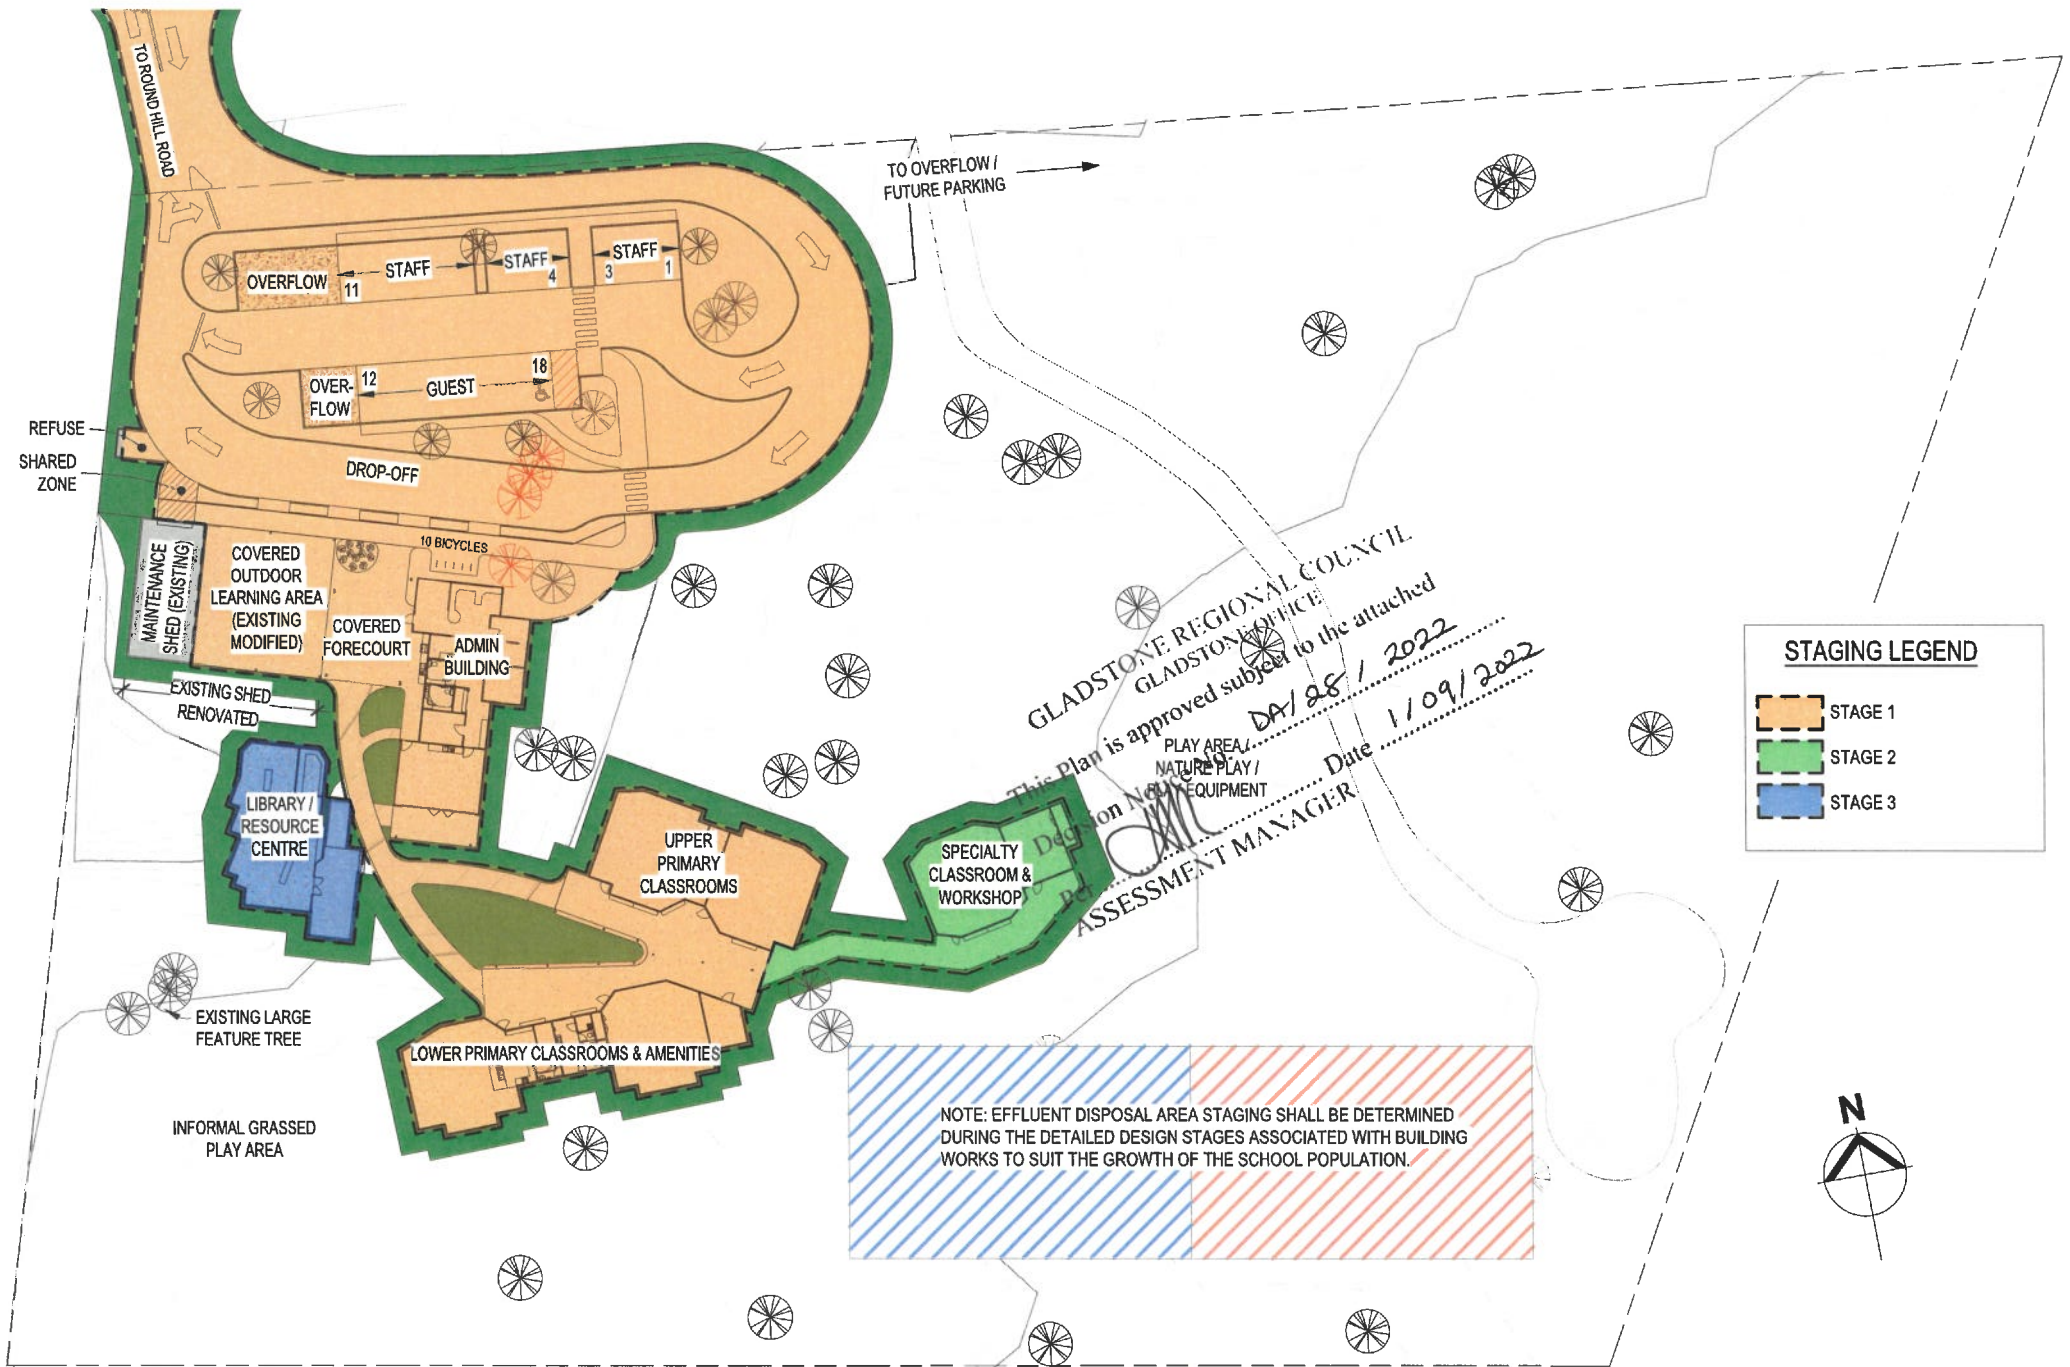 TO ROUND HILL ROAD
TO OVERFLOW /
FUTURE PARKING
OVERFLOW
STAFF
11
STAFF
4
STAFF
3
1
OVER-
FLOW
12
GUEST
18
REFUSE
SHARED
ZONE
DROP-OFF
10 BICYCLES
MAINTENANCE
SHED (EXISTING)
COVERED
OUTDOOR
LEARNING AREA
(EXISTING
MODIFIED)
COVERED
FORECOURT
ADMIN
BUILDING
EXISTING SHED
RENOVATED
LIBRARY /
RESOURCE
CENTRE
UPPER
PRIMARY
CLASSROOMS
SPECIALTY
CLASSROOM &
WORKSHOP
PLAY AREA /
NATURE PLAY /
PLAY EQUIPMENT
GLADSTONE REGIONAL COUNCIL
GLADSTONE OFFICE
This Plan is approved subject to the attached
Decision Notice No. DA/28/2022
Per
ASSESSMENT MANAGER Date 1/09/2022
STAGING LEGEND
STAGE 1
STAGE 2
STAGE 3
EXISTING LARGE
FEATURE TREE
LOWER PRIMARY CLASSROOMS & AMENITIES
INFORMAL GRASSED
PLAY AREA
NOTE: EFFLUENT DISPOSAL AREA STAGING SHALL BE DETERMINED
DURING THE DETAILED DESIGN STAGES ASSOCIATED WITH BUILDING
WORKS TO SUIT THE GROWTH OF THE SCHOOL POPULATION.
N